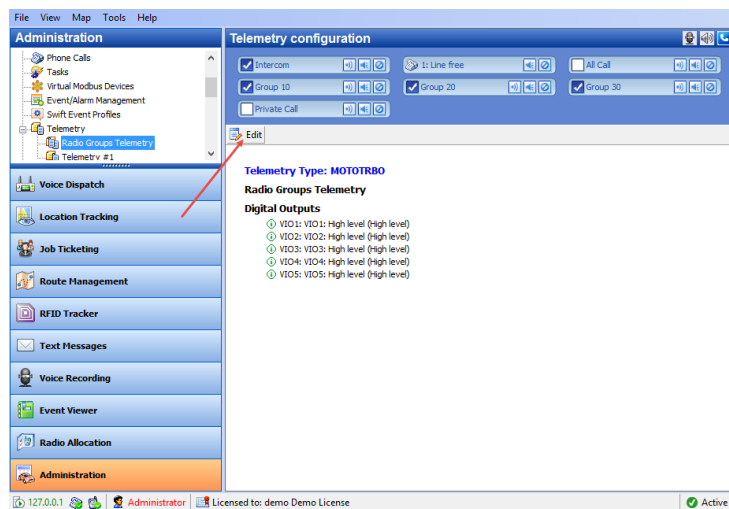 File View Map Tools Help
Administration
Telemetry configuration
Phone Calls
Tasks
Virtual Modbus Devices
Event/Alarm Management
Swift Event Profiles
Telemetry
Radio Groups Telemetry
Telemetry #1
Intercom
1: Line free
All Call
Group 10
Group 20
Group 30
Private Call
Edit
Telemetry Type: MOTOTRBO
Radio Groups Telemetry
Digital Outputs
VIO1: VIO1: High level (High level)
VIO2: VIO2: High level (High level)
VIO3: VIO3: High level (High level)
VIO4: VIO4: High level (High level)
VIO5: VIO5: High level (High level)
Voice Dispatch
Location Tracking
Job Ticketing
Route Management
RFID Tracker
Text Messages
Voice Recording
Event Viewer
Radio Allocation
Administration
127.0.0.1 Administrator Licensed to: demo Demo License Active